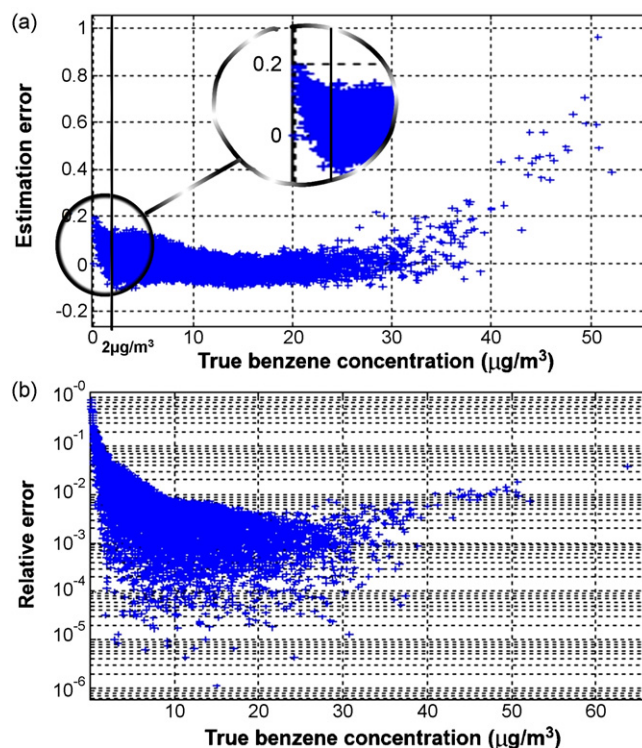 (a)
Estimation error
1
0.8
0.6
0.4
0.2
0
-0.2
0.2
0
0 10 20 30 40 50
2μg/m³
True benzene concentration (μg/m³)
(b)
Relative error
10⁻⁰
10⁻¹
10⁻²
10⁻³
10⁻⁴
10⁻⁵
10⁻⁶
10 20 30 40 50 60
True benzene concentration (μg/m³)